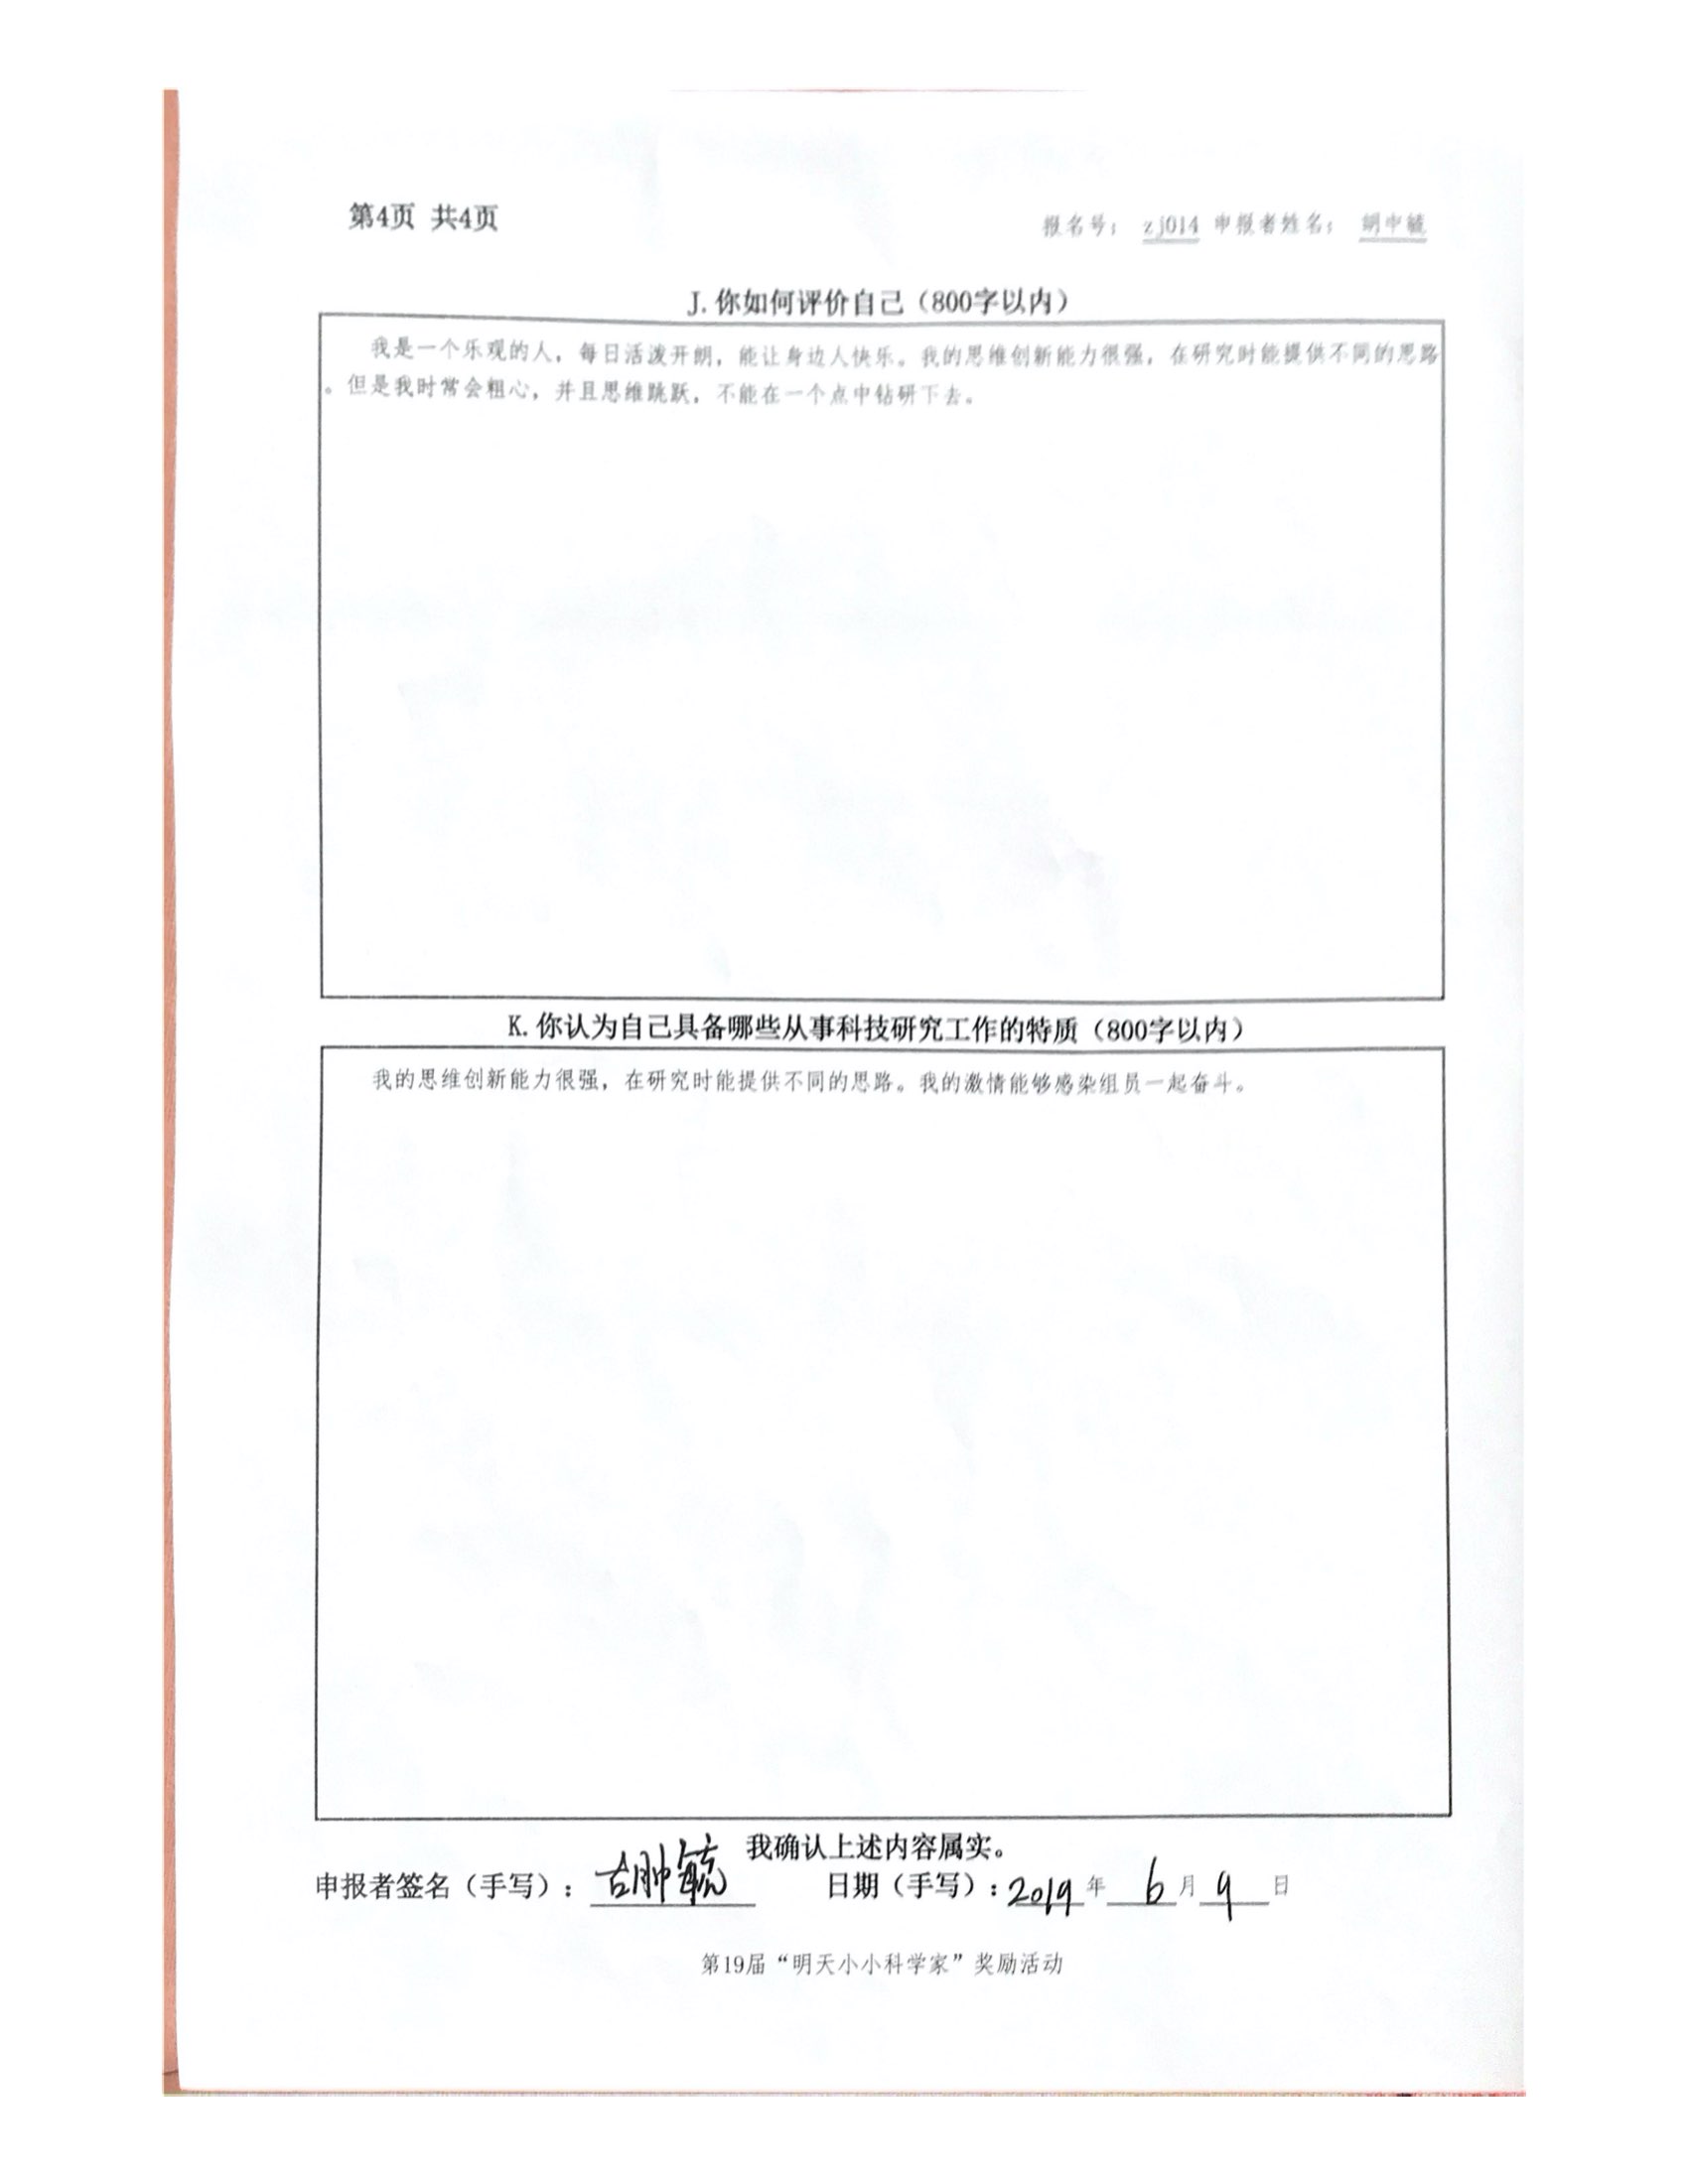 第4页 共4页
报名号： zj014 申报者姓名： 胡中毓
J. 你如何评价自己（800字以内）
我是一个乐观的人，每日活泼开朗，能让身边人快乐。我的思维创新能力很强，在研究时能提供不同的思路
。但是我时常会粗心，并且思维跳跃，不能在一个点中钻研下去。
K. 你认为自己具备哪些从事科技研究工作的特质（800字以内）
我的思维创新能力很强，在研究时能提供不同的思路。我的激情能够感染组员一起奋斗。
我确认上述内容属实。
申报者签名（手写）：胡中毓 日期（手写）：2019年 6月 9日
第19届“明天小小科学家”奖励活动